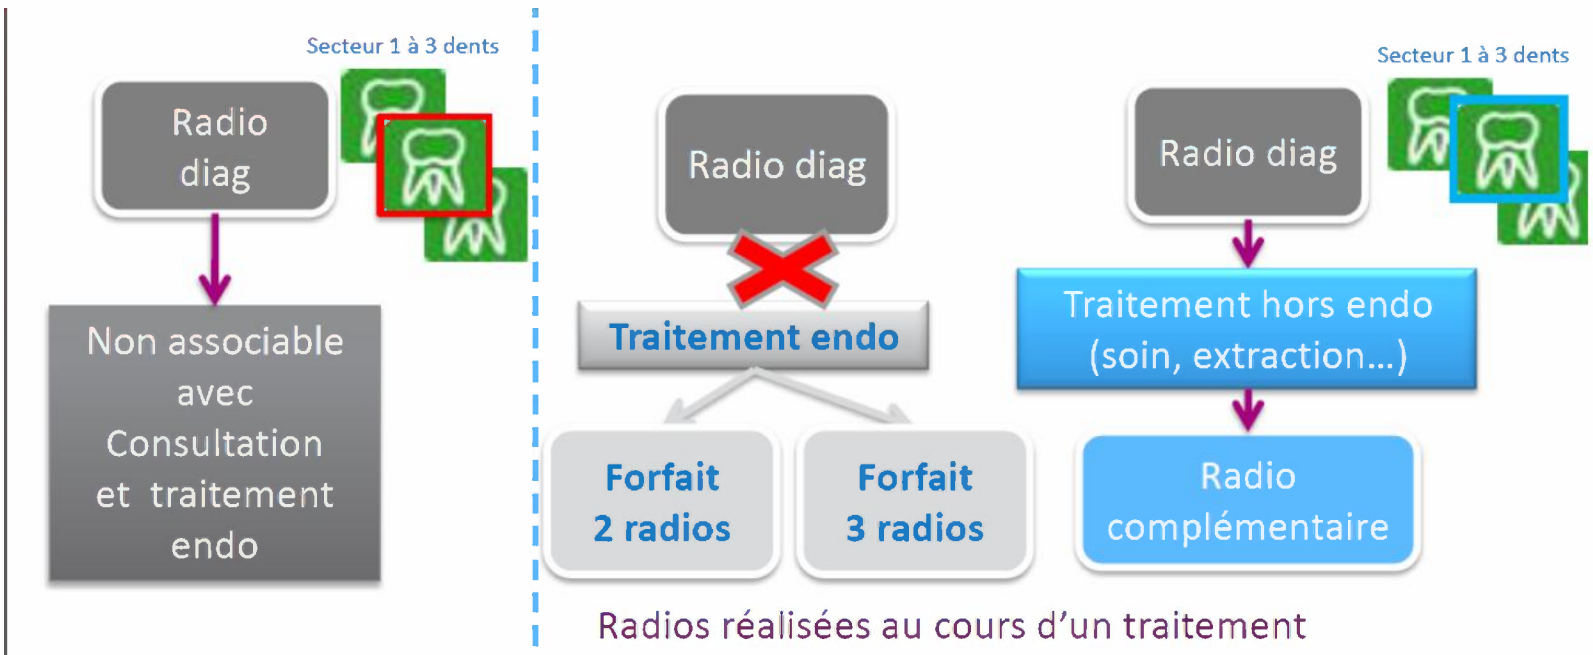 Secteur 1 à 3 dents
Radio
diag
Non associable
avec
Consultation
et traitement
endo
Radio diag
Traitement endo
Forfait
2 radios
Forfait
3 radios
Secteur 1 à 3 dents
Radio diag
Traitement hors endo
(soin, extraction...)
Radio
complémentaire
Radios réalisées au cours d'un traitement